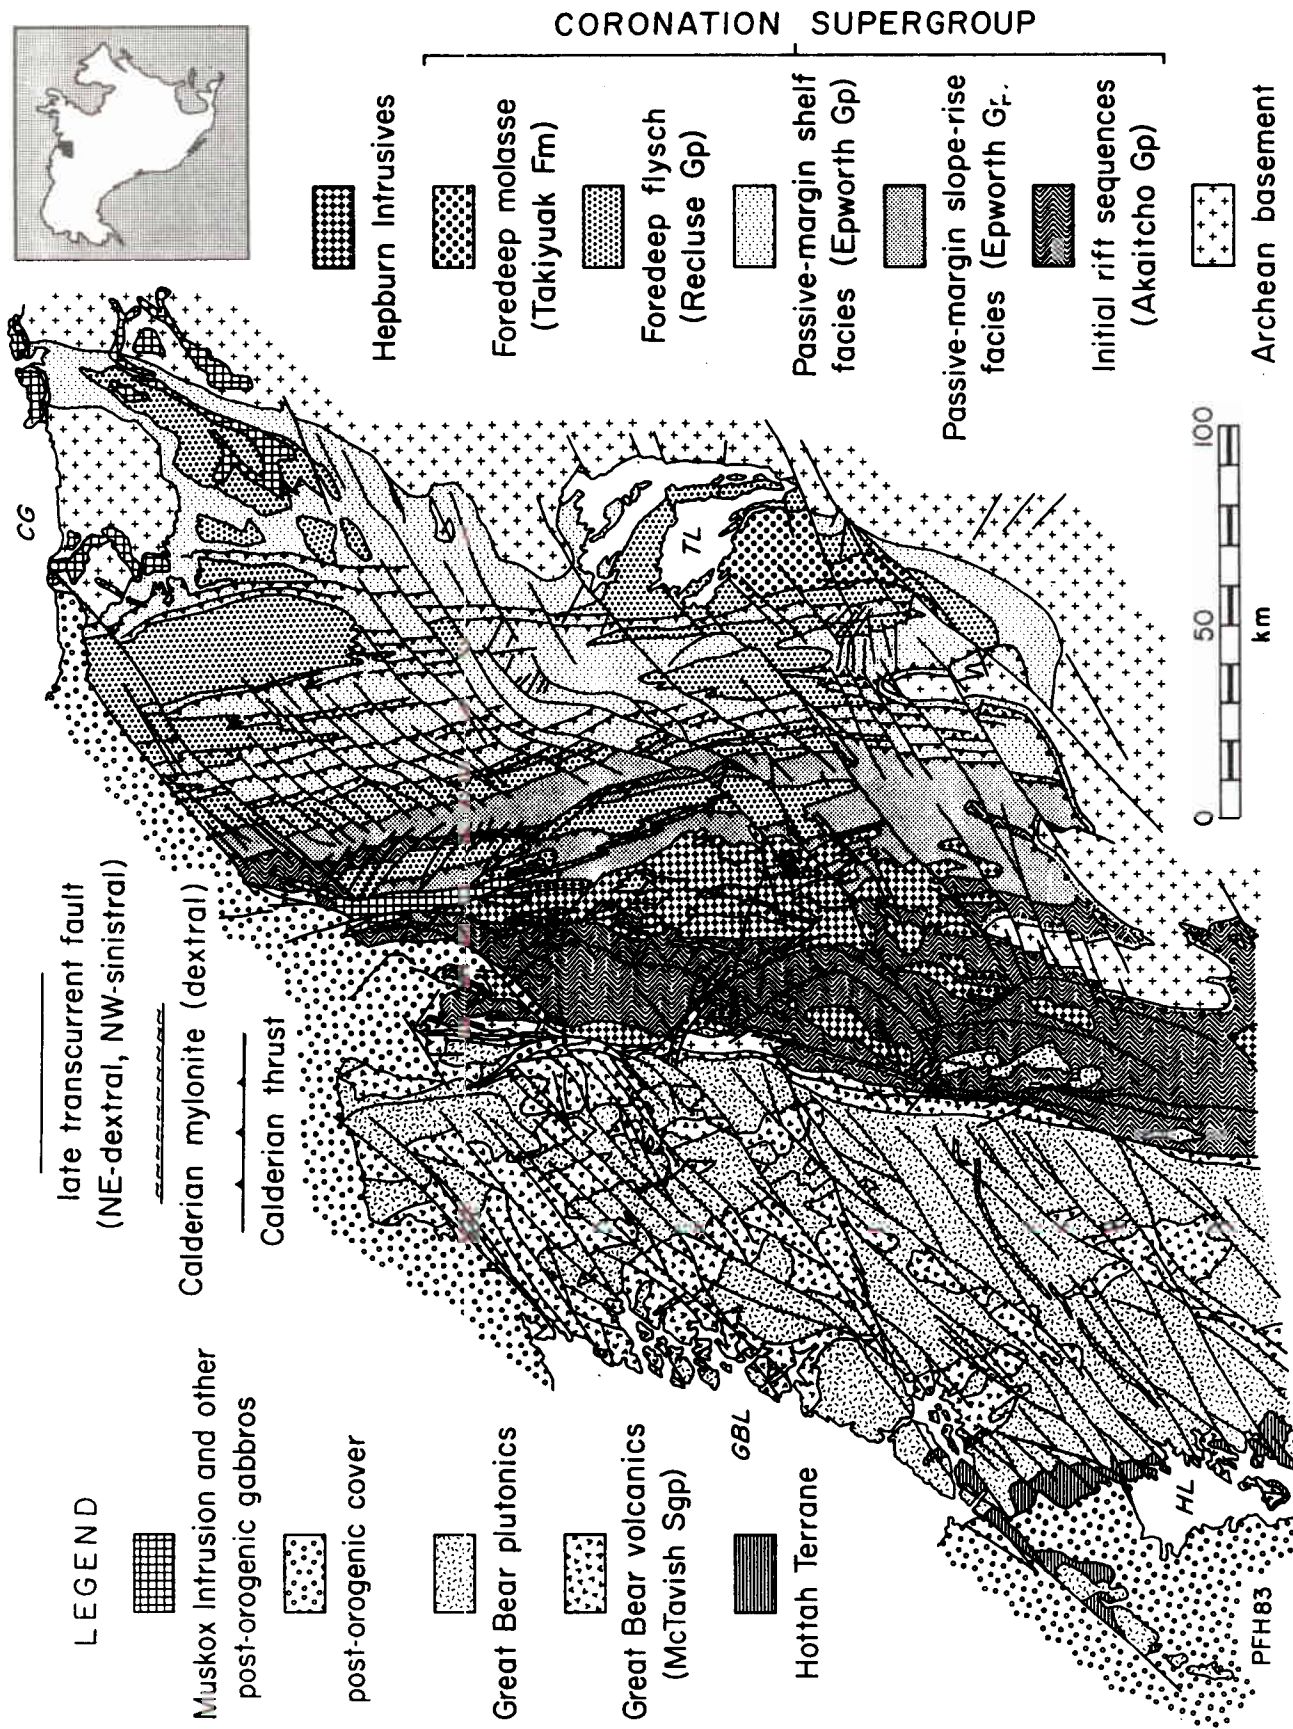 CORONATION SUPERGROUP
Hepburn Intrusives
Foredeep molasse
(Takiyuak Fm)
Foredeep flysch
(Recluse Gp)
Passive-margin shelf
facies (Epworth Gp)
Passive-margin slope-rise
facies (Epworth Gr.
Initial rift sequences
(Akaitcho Gp)
Archean basement
late transcurrent fault
(NE-dextral, NW-sinistral)
Calderian mylonite (dextral)
Calderian thrust
LEGEND
Muskox Intrusion and other
post-orogenic gabbros
post-orogenic cover
Great Bear plutonics
Great Bear volcanics
(McTavish Sgp)
Hottah Terrane
CG
TL
GBL
HL
0 50 100
km
PFH83